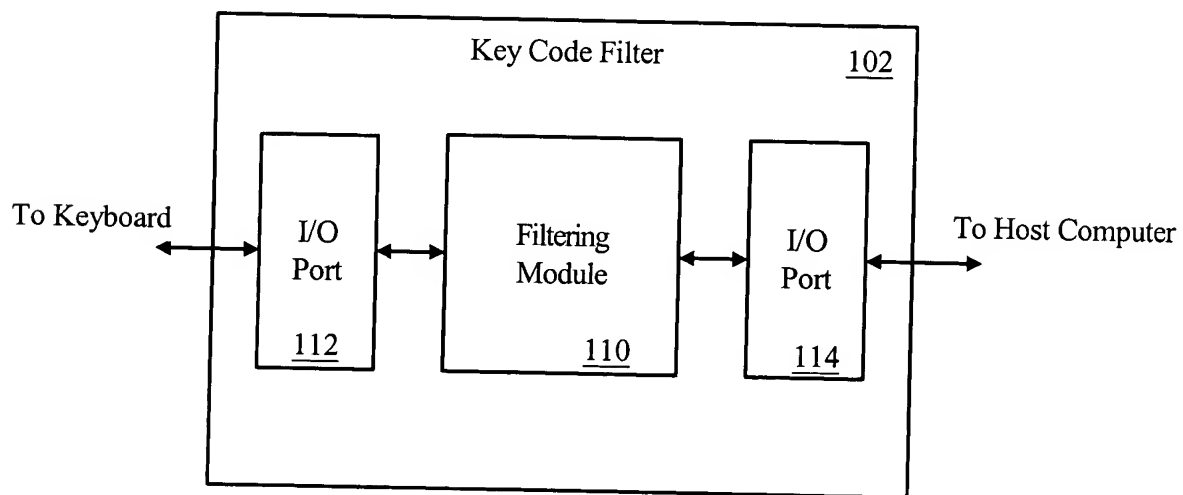 Key Code Filter
102
To Keyboard
I/O
Port
112
Filtering
Module
110
I/O
Port
114
To Host Computer